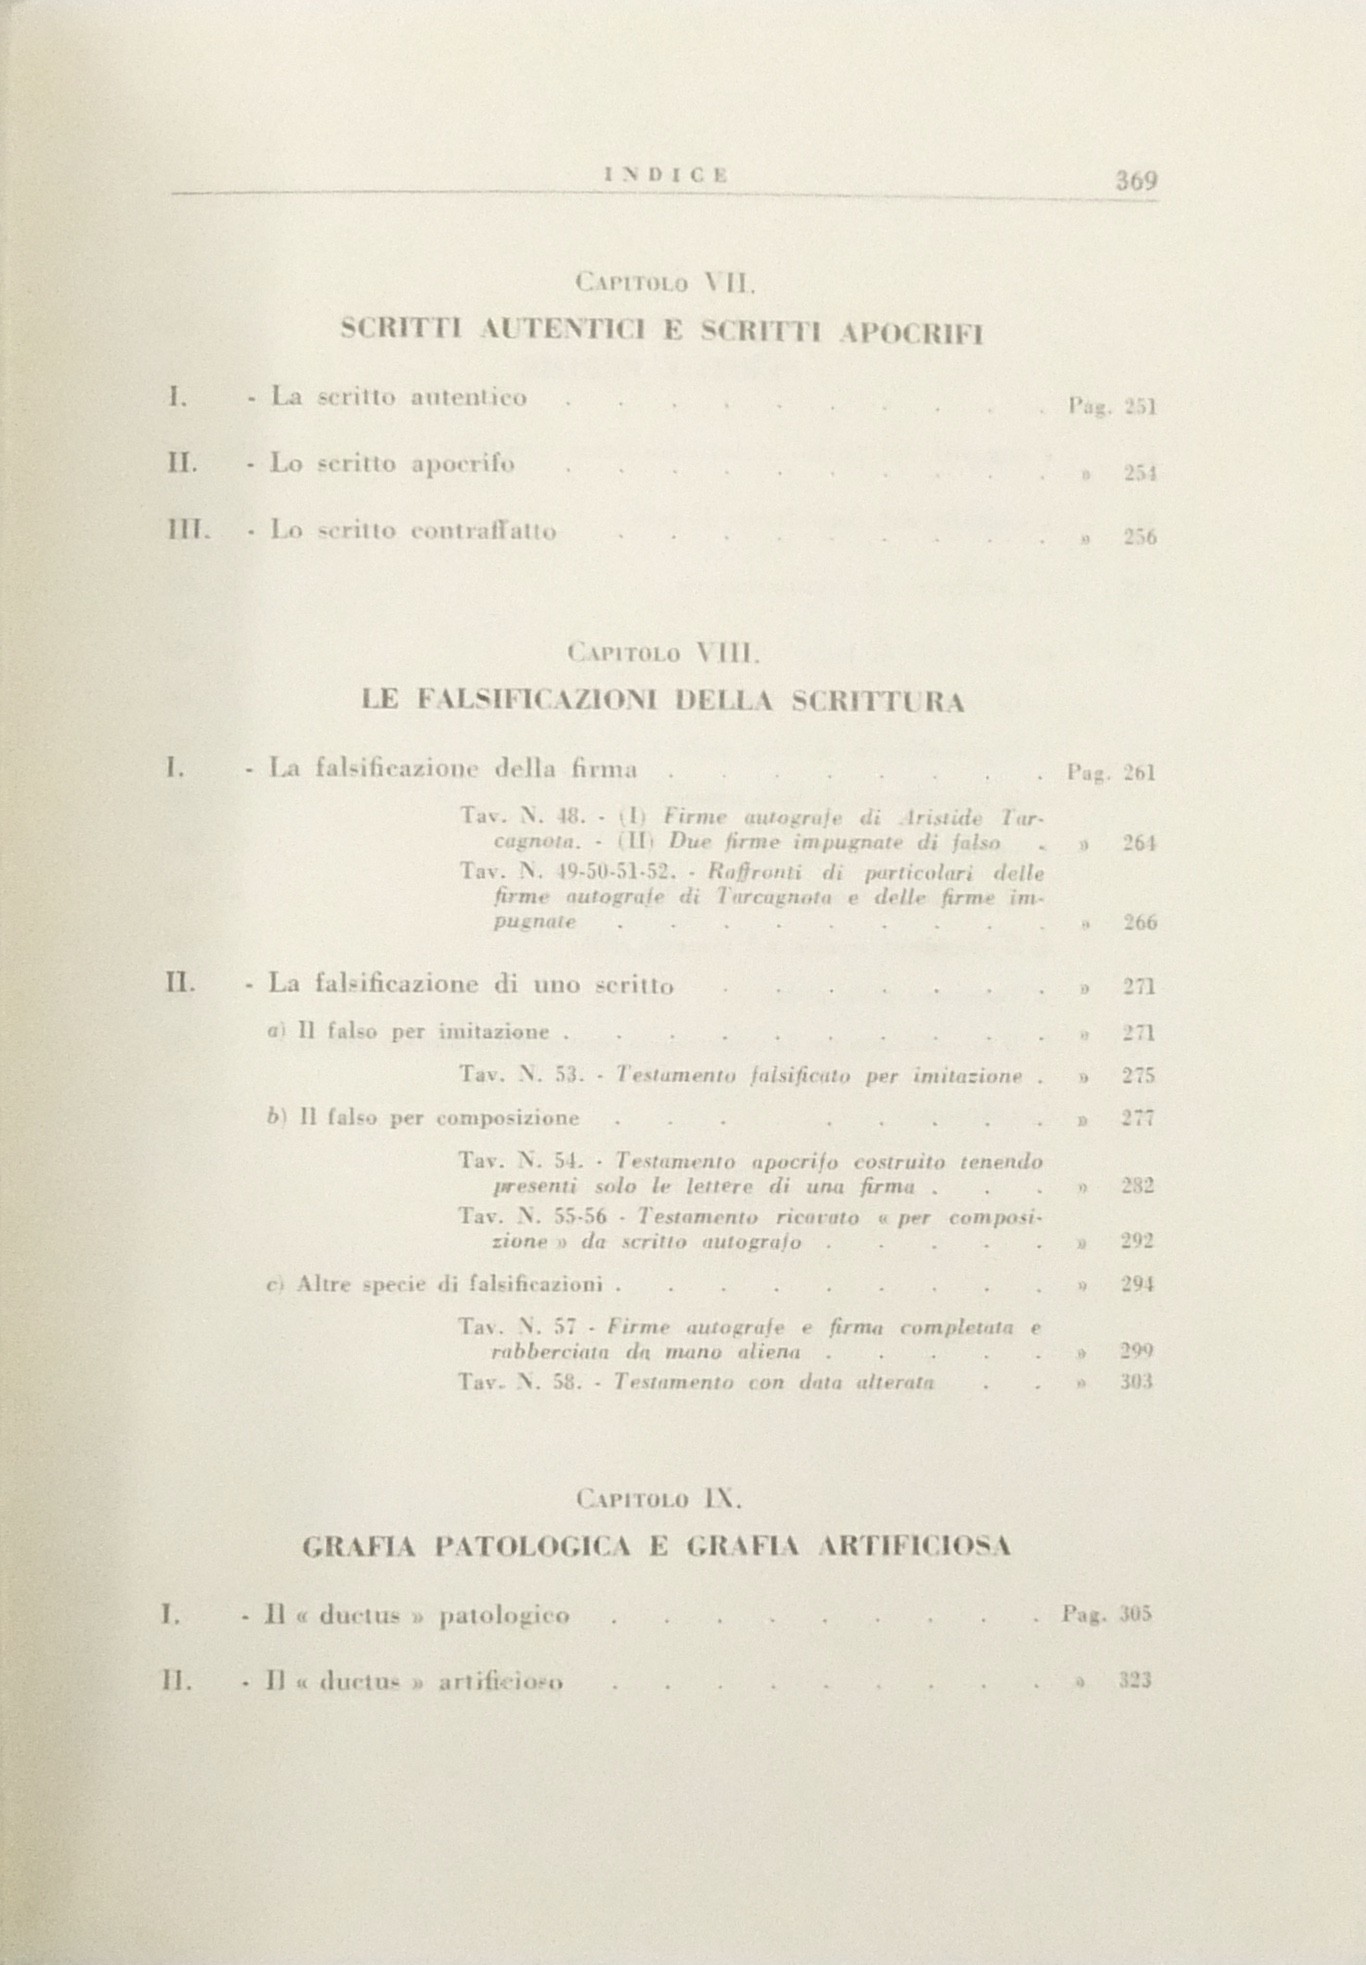 INDICE 369
CAPITOLO VII.
SCRITTI AUTENTICI E SCRITTI APOCRIFI
I. - La scritto autentico . . . . . . . . . . Pag. 251
II. - Lo scritto apocrifo . . . . . . . . . . » 254
III. - Lo scritto contraffatto . . . . . . . . . » 256
CAPITOLO VIII.
LE FALSIFICAZIONI DELLA SCRITTURA
I. - La falsificazione della firma . . . . . . . . Pag. 261
Tav. N. 48. - (I) Firme autografe di Aristide Tar-
cagnota. - (II) Due firme impugnate di falso . » 264
Tav. N. 49-50-51-52. - Raffronti di particolari delle
firme autografe di Tarcagnota e delle firme im-
pugnate . . . . . . . . . » 266
II. - La falsificazione di uno scritto . . . . . . . » 271
a) Il falso per imitazione . . . . . . . . . . » 271
Tav. N. 53. - Testamento falsificato per imitazione . » 275
b) Il falso per composizione . . . . . . . . » 277
Tav. N. 54. - Testamento apocrifo costruito tenendo
presenti solo le lettere di una firma . . . » 282
Tav. N. 55-56 - Testamento ricavato « per composi-
zione » da scritto autografo . . . . . » 292
c) Altre specie di falsificazioni . . . . . . . . . » 294
Tav. N. 57 - Firme autografe e firma completata e
rabberciata da mano aliena . . . . . » 299
Tav. N. 58. - Testamento con data alterata . . » 303
CAPITOLO IX.
GRAFIA PATOLOGICA E GRAFIA ARTIFICIOSA
I. - Il « ductus » patologico . . . . . . . . . Pag. 305
II. - Il « ductus » artificioso . . . . . . . . . » 323